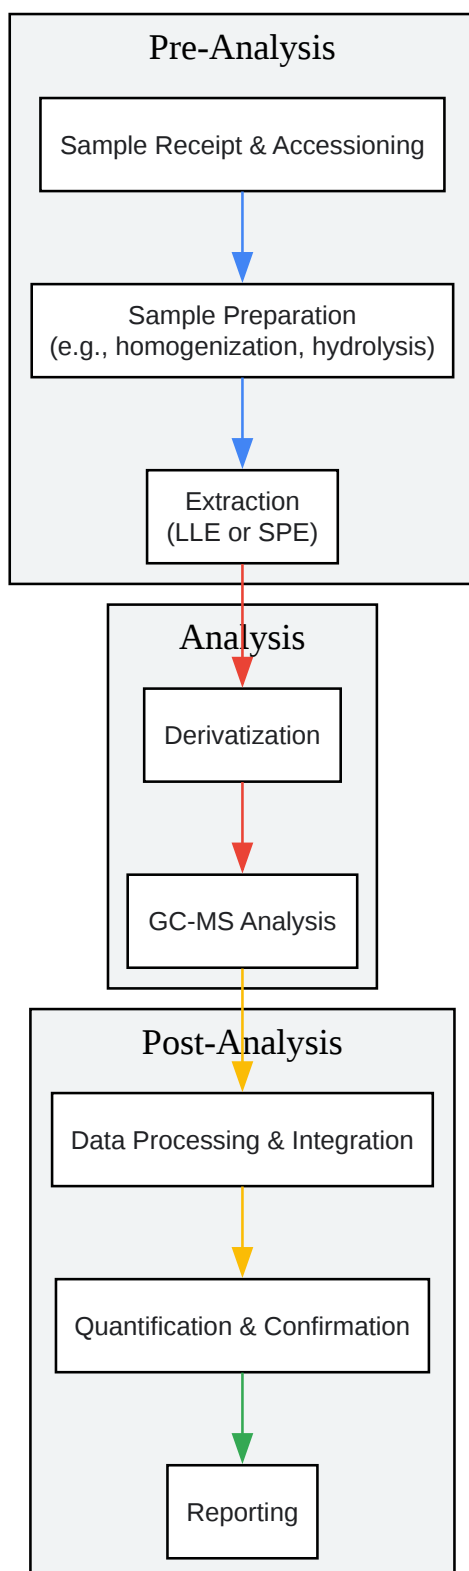 Pre-Analysis
Sample Receipt & Accessioning
Sample Preparation
(e.g., homogenization, hydrolysis)
Extraction
(LLE or SPE)
Analysis
Derivatization
GC-MS Analysis
Post-Analysis
Data Processing & Integration
Quantification & Confirmation
Reporting